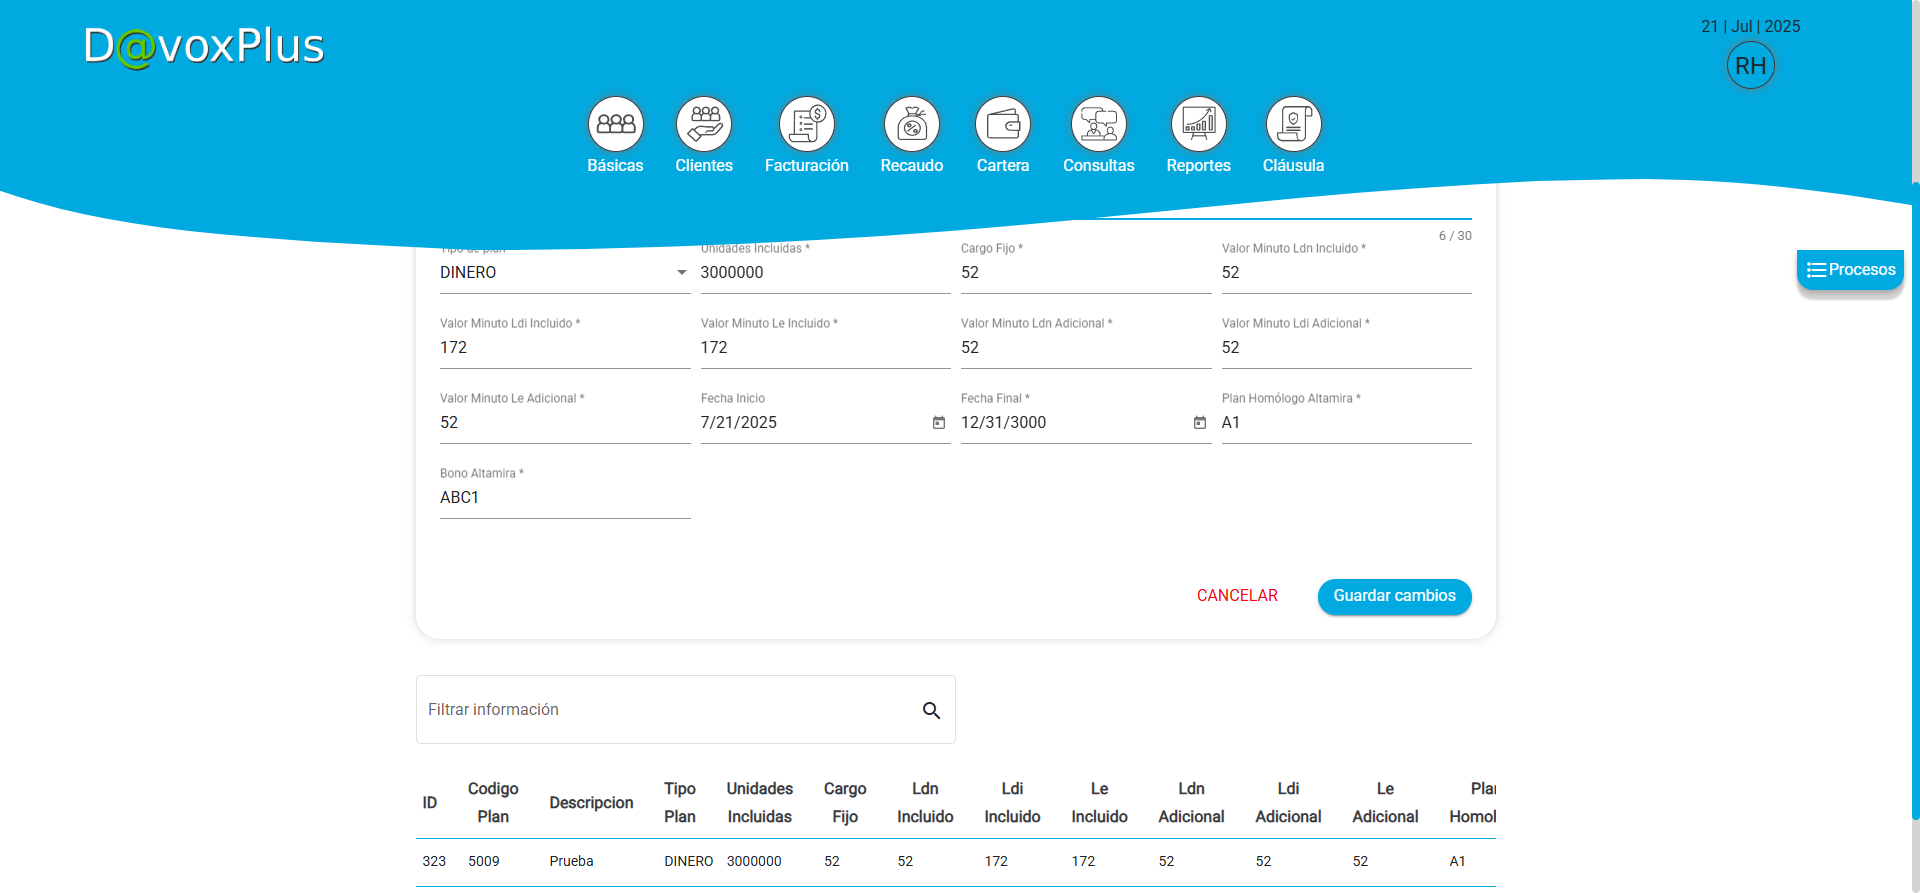 D@voxPlus
21 | Jul | 2025
RH
Básicas Clientes Facturación Recaudo Cartera Consultas Reportes Cláusula
6 / 30
Tipo de plan Unidades Incluidas * Cargo Fijo * Valor Minuto Ldn Incluido *
DINERO 3000000 52 52
Procesos
Valor Minuto Ldi Incluido * Valor Minuto Le Incluido * Valor Minuto Ldn Adicional * Valor Minuto Ldi Adicional *
172 172 52 52
Valor Minuto Le Adicional * Fecha Inicio Fecha Final * Plan Homólogo Altamira *
52 7/21/2025 12/31/3000 A1
Bono Altamira *
ABC1
CANCELAR Guardar cambios
Filtrar información
ID Codigo Plan Descripcion Tipo Plan Unidades Incluidas Cargo Fijo Ldn Incluido Ldi Incluido Le Incluido Ldn Adicional Ldi Adicional Le Adicional
323 5009 Prueba DINERO 3000000 52 52 172 172 52 52 52 A1